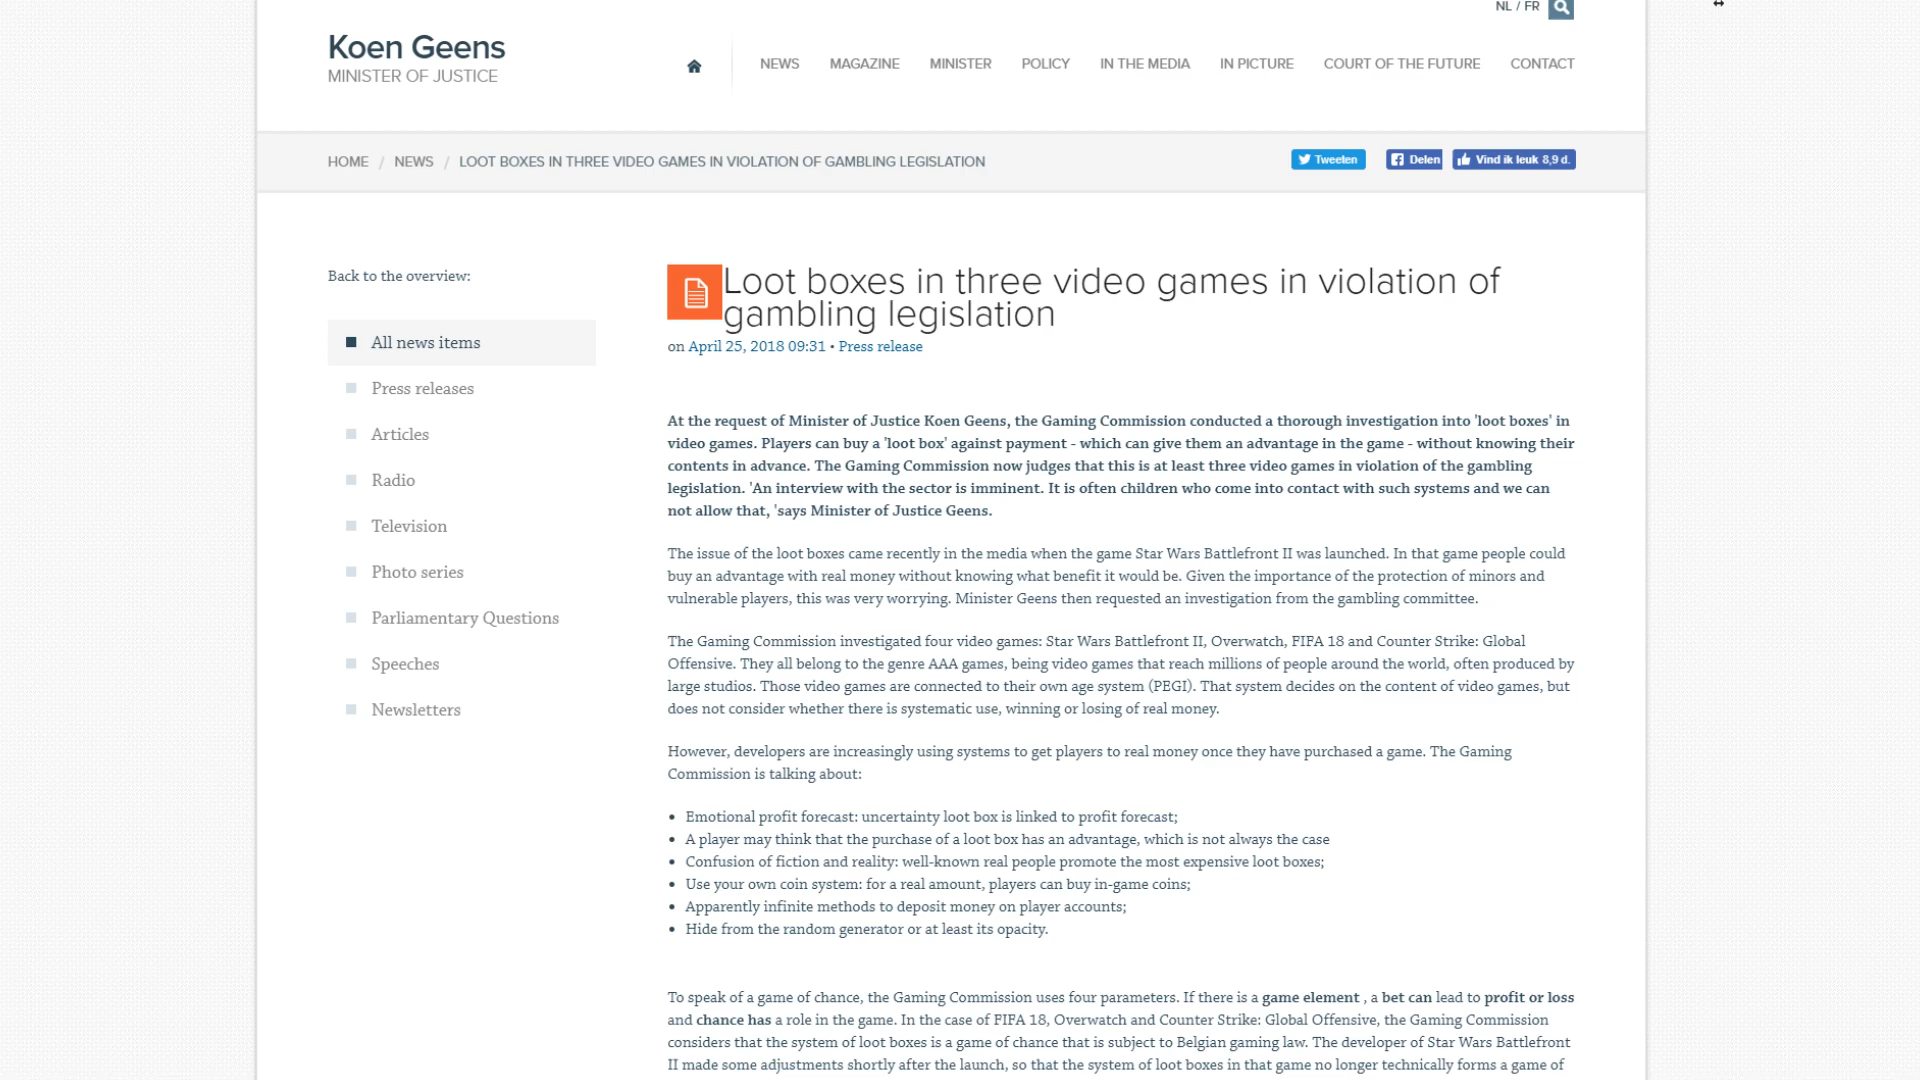 NL / FR
Koen Geens
MINISTER OF JUSTICE
NEWS MAGAZINE MINISTER POLICY IN THE MEDIA IN PICTURE COURT OF THE FUTURE CONTACT
HOME / NEWS / LOOT BOXES IN THREE VIDEO GAMES IN VIOLATION OF GAMBLING LEGISLATION
Tweeten Delen Vind ik leuk 8,9 d.
Back to the overview:
All news items
Press releases
Articles
Radio
Television
Photo series
Parliamentary Questions
Speeches
Newsletters
Loot boxes in three video games in violation of
gambling legislation
on April 25, 2018 09:31 • Press release
At the request of Minister of Justice Koen Geens, the Gaming Commission conducted a thorough investigation into 'loot boxes' in
video games. Players can buy a 'loot box' against payment - which can give them an advantage in the game - without knowing their
contents in advance. The Gaming Commission now judges that this is at least three video games in violation of the gambling
legislation. 'An interview with the sector is imminent. It is often children who come into contact with such systems and we can
not allow that, 'says Minister of Justice Geens.
The issue of the loot boxes came recently in the media when the game Star Wars Battlefront II was launched. In that game people could
buy an advantage with real money without knowing what benefit it would be. Given the importance of the protection of minors and
vulnerable players, this was very worrying. Minister Geens then requested an investigation from the gambling committee.
The Gaming Commission investigated four video games: Star Wars Battlefront II, Overwatch, FIFA 18 and Counter Strike: Global
Offensive. They all belong to the genre AAA games, being video games that reach millions of people around the world, often produced by
large studios. Those video games are connected to their own age system (PEGI). That system decides on the content of video games, but
does not consider whether there is systematic use, winning or losing of real money.
However, developers are increasingly using systems to get players to real money once they have purchased a game. The Gaming
Commission is talking about:
• Emotional profit forecast: uncertainty loot box is linked to profit forecast;
• A player may think that the purchase of a loot box has an advantage, which is not always the case
• Confusion of fiction and reality: well-known real people promote the most expensive loot boxes;
• Use your own coin system: for a real amount, players can buy in-game coins;
• Apparently infinite methods to deposit money on player accounts;
• Hide from the random generator or at least its opacity.
To speak of a game of chance, the Gaming Commission uses four parameters. If there is a game element , a bet can lead to profit or loss
and chance has a role in the game. In the case of FIFA 18, Overwatch and Counter Strike: Global Offensive, the Gaming Commission
considers that the system of loot boxes is a game of chance that is subject to Belgian gaming law. The developer of Star Wars Battlefront
II made some adjustments shortly after the launch, so that the system of loot boxes in that game no longer technically forms a game of